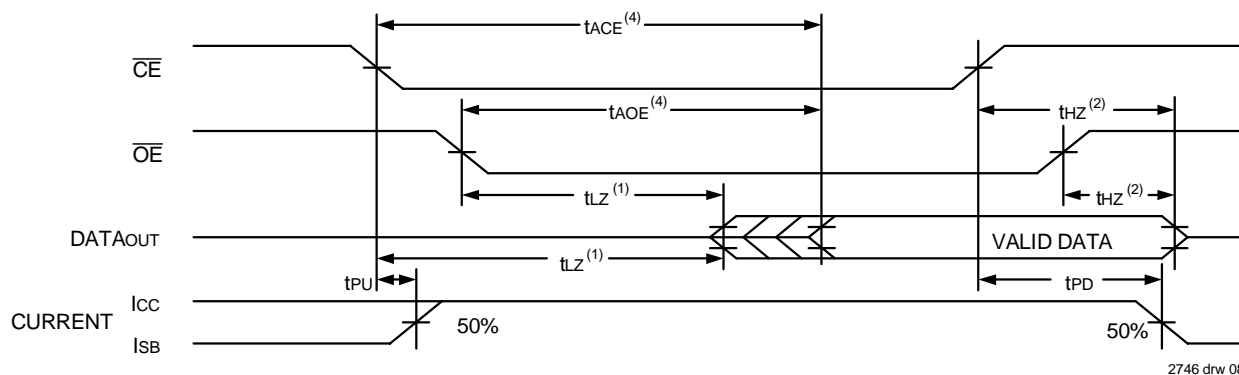 tACE(4)
CE
tAOE(4)
tHZ(2)
OE
tLZ(1)
tHZ(2)
DATAOUT
VALID DATA
tLZ(1)
tPU
tPD
ICC
CURRENT
50%
50%
ISB
2746 drw 08